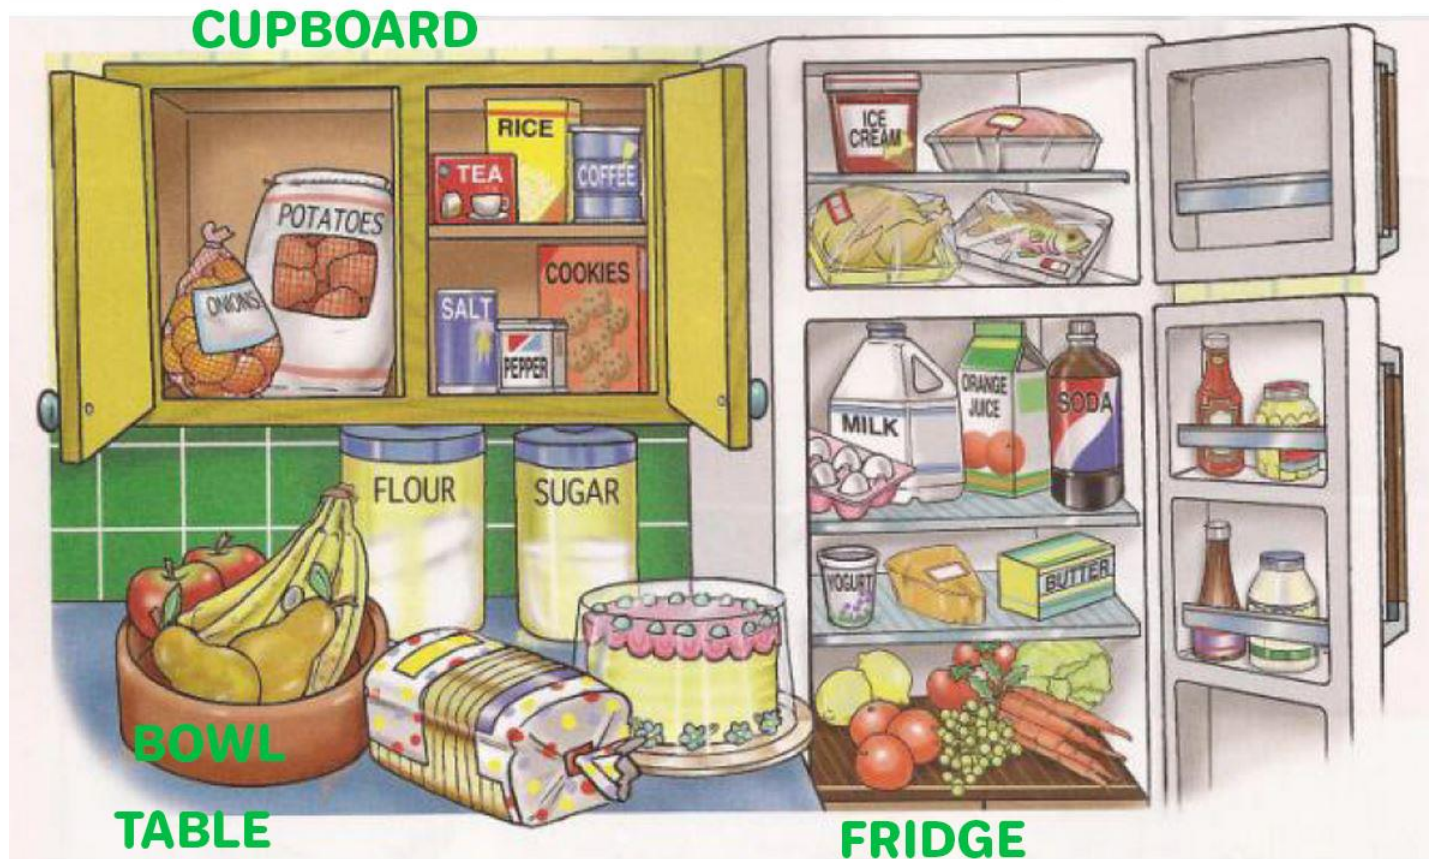 CUPBOARD
RICE
TEA
COFFEE
POTATOES
ONIONS
COOKIES
SALT
PEPPER
FLOUR
SUGAR
BOWL
TABLE
ICE
CREAM
MILK
ORANGE
JUICE
SODA
YOGURT
BUTTER
FRIDGE